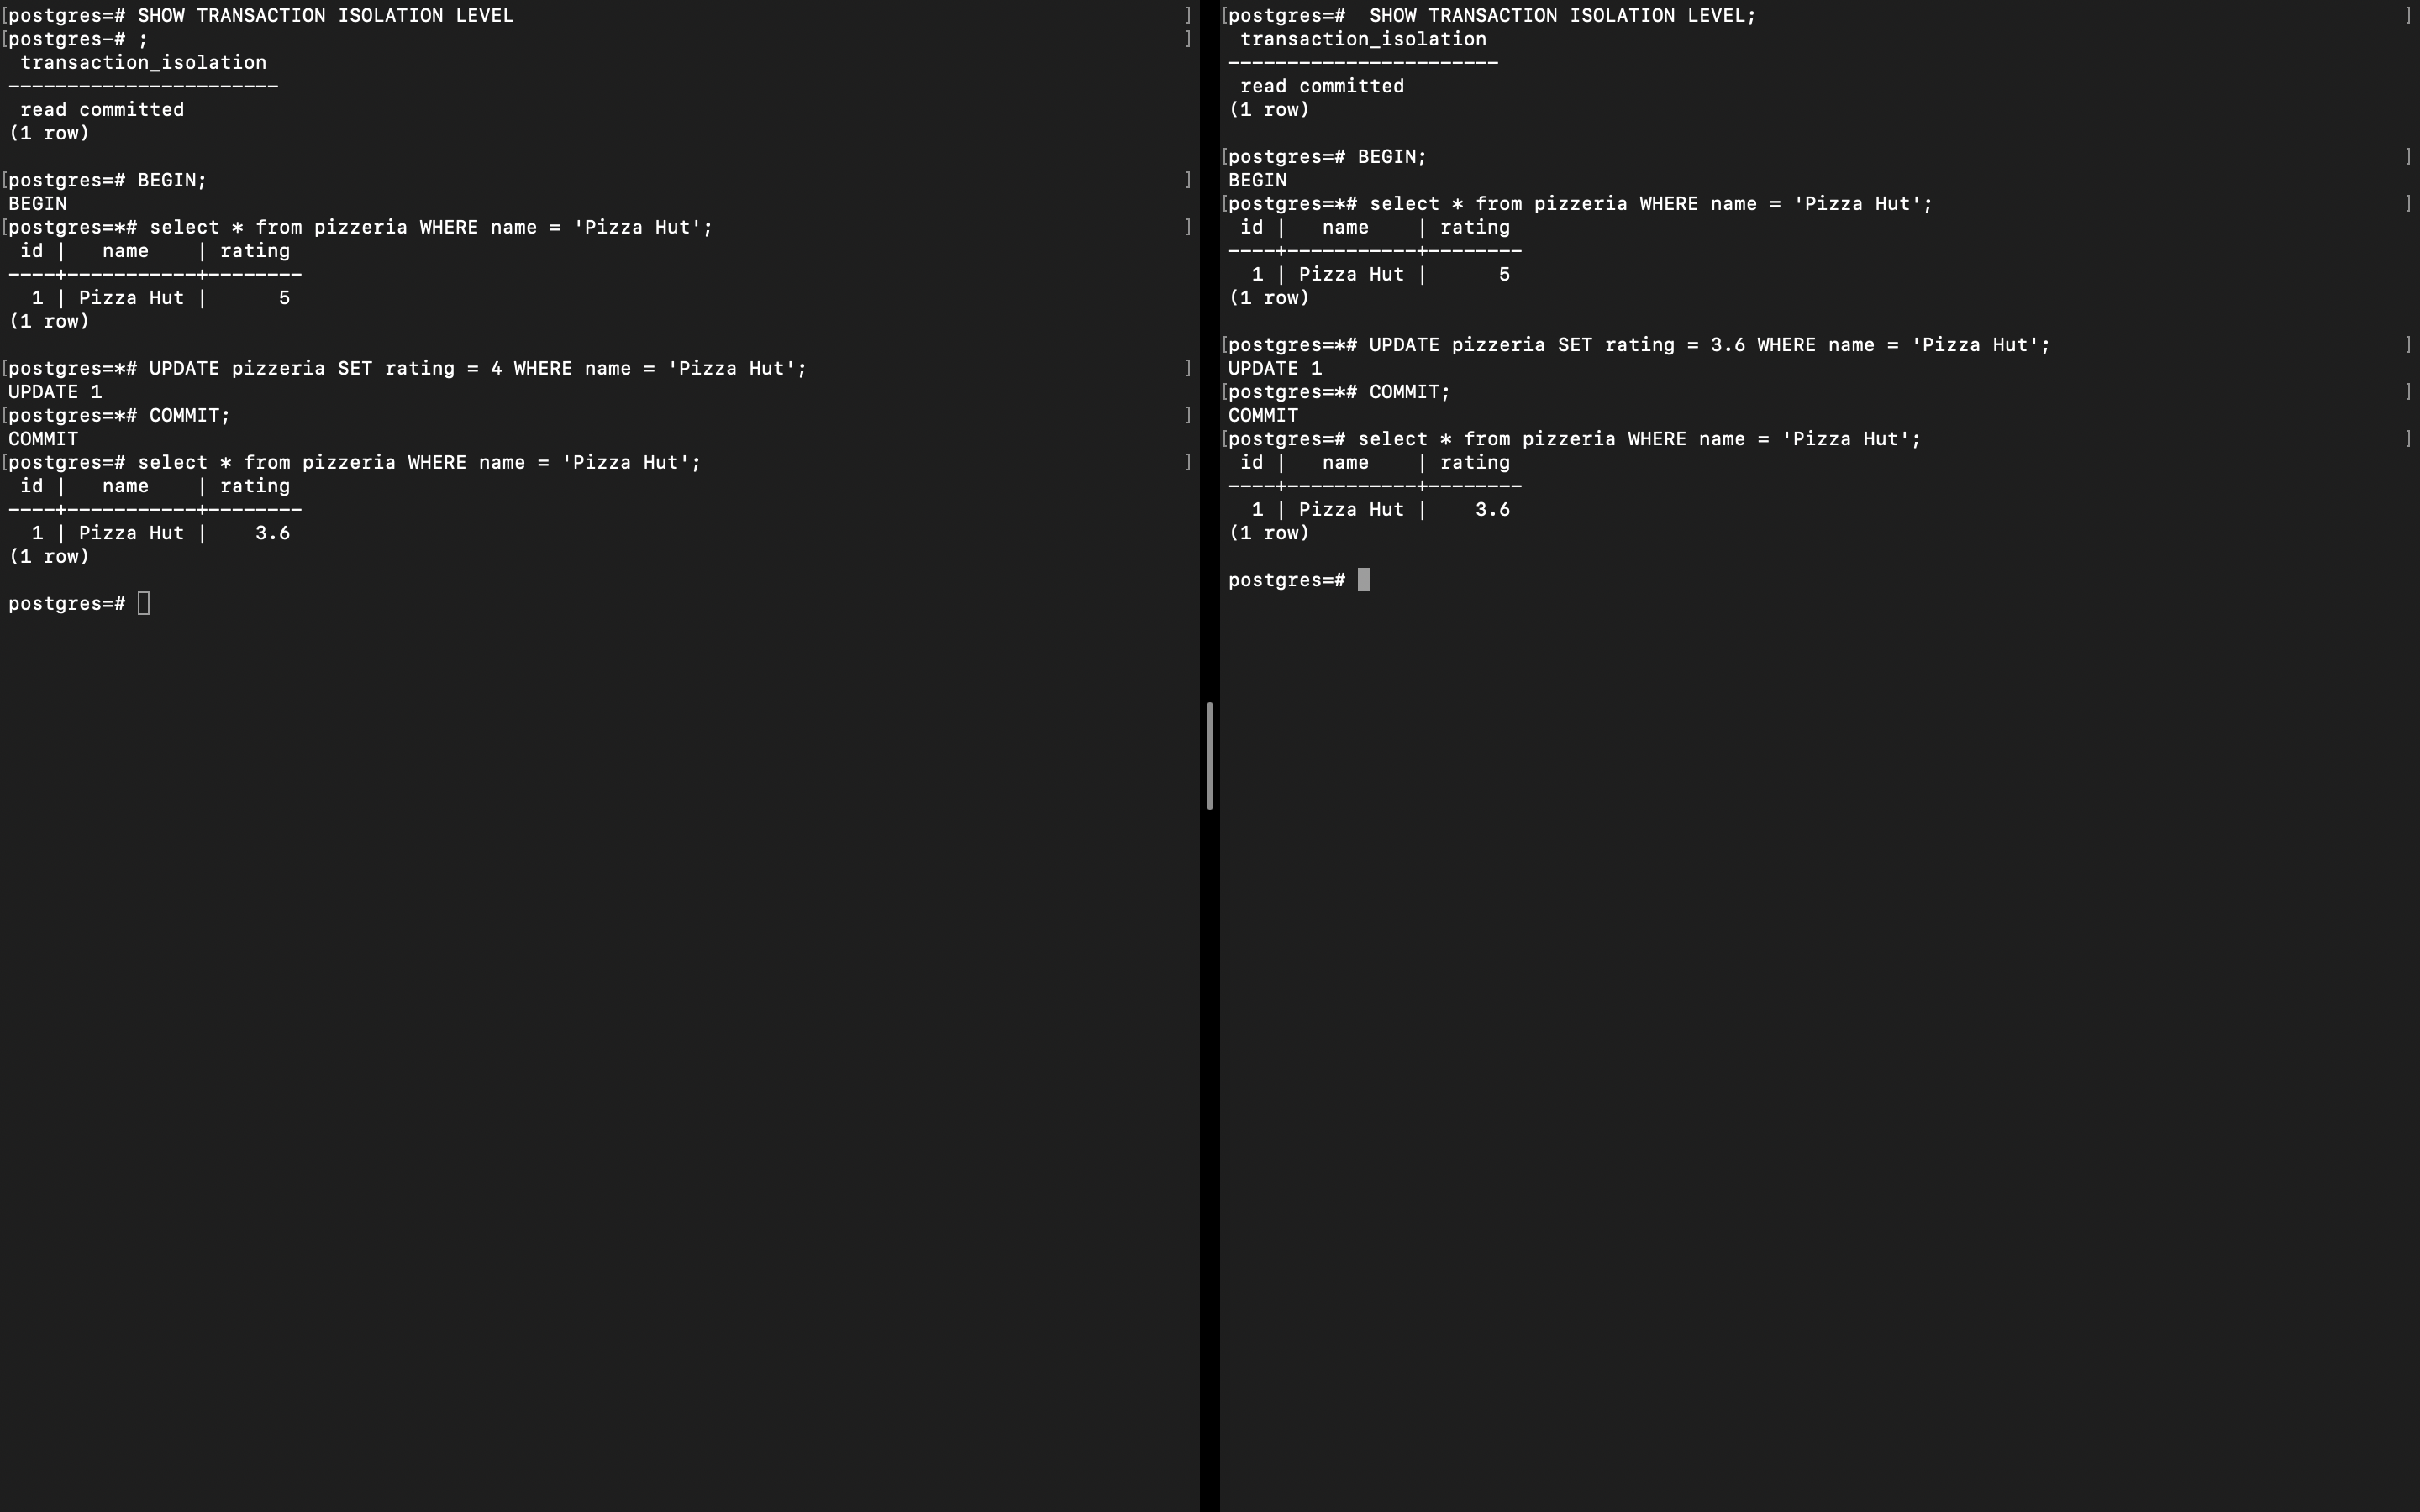 [postgres=# SHOW TRANSACTION ISOLATION LEVEL ]
[postgres-# ; ]
 transaction_isolation
-----------------------
 read committed
(1 row)

[postgres=# BEGIN; ]
BEGIN
[postgres=*# select * from pizzeria WHERE name = 'Pizza Hut'; ]
 id |   name    | rating
----+-----------+--------
  1 | Pizza Hut |      5
(1 row)

[postgres=*# UPDATE pizzeria SET rating = 4 WHERE name = 'Pizza Hut'; ]
UPDATE 1
[postgres=*# COMMIT; ]
COMMIT
[postgres=# select * from pizzeria WHERE name = 'Pizza Hut'; ]
 id |   name    | rating
----+-----------+--------
  1 | Pizza Hut |    3.6
(1 row)

postgres=#
[postgres=#  SHOW TRANSACTION ISOLATION LEVEL; ]
 transaction_isolation
-----------------------
 read committed
(1 row)

[postgres=# BEGIN; ]
BEGIN
[postgres=*# select * from pizzeria WHERE name = 'Pizza Hut'; ]
 id |   name    | rating
----+-----------+--------
  1 | Pizza Hut |      5
(1 row)

[postgres=*# UPDATE pizzeria SET rating = 3.6 WHERE name = 'Pizza Hut'; ]
UPDATE 1
[postgres=*# COMMIT; ]
COMMIT
[postgres=# select * from pizzeria WHERE name = 'Pizza Hut'; ]
 id |   name    | rating
----+-----------+--------
  1 | Pizza Hut |    3.6
(1 row)

postgres=#